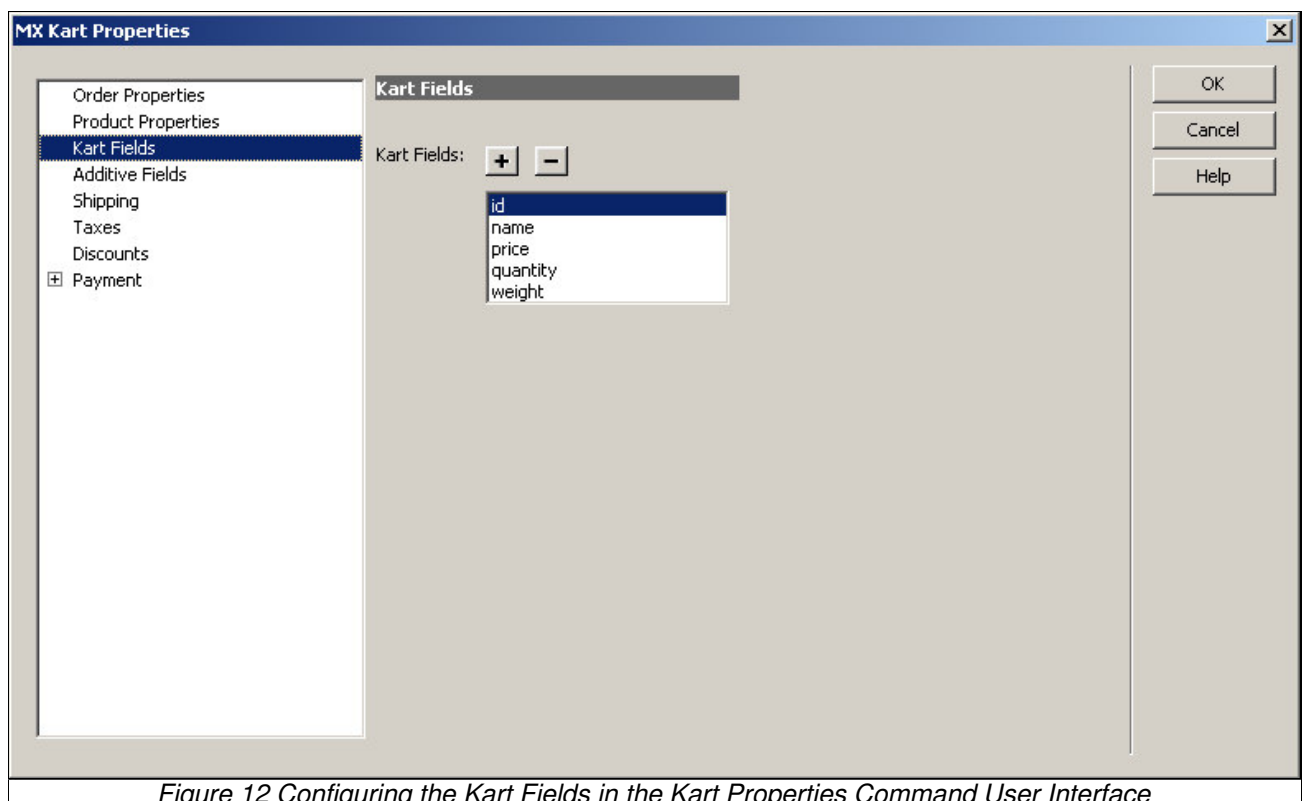 MX Kart Properties
Order Properties
Product Properties
Kart Fields
Additive Fields
Shipping
Taxes
Discounts
Payment
Kart Fields
Kart Fields:
id
name
price
quantity
weight
OK
Cancel
Help
Figure 12 Configuring the Kart Fields in the Kart Properties Command User Interface